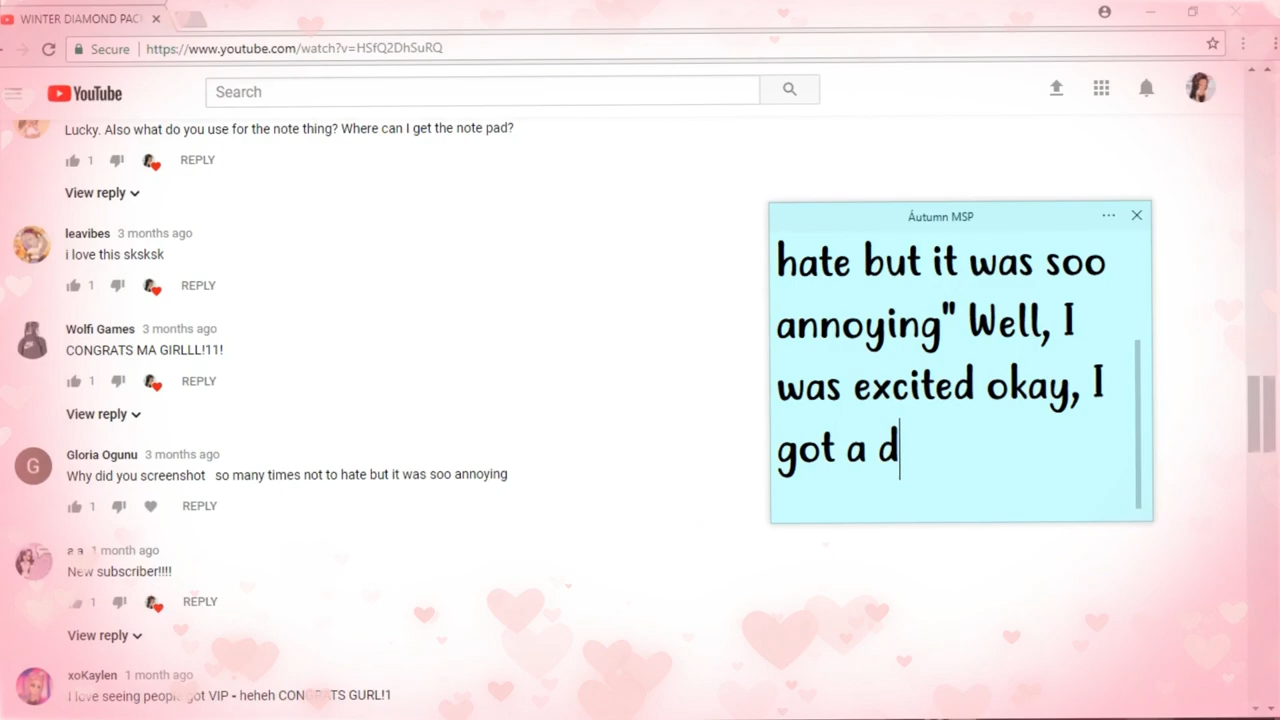 WINTER DIAMOND PAC
Secure
https://www.youtube.com/watch?v=HSfQ2DhSuRQ
YouTube
Search
Lucky. Also what do you use for the note thing? Where can I get the note pad?
1 REPLY
View reply
leavibes 3 months ago
i love this sksksk
1 REPLY
Wolfi Games 3 months ago
CONGRATS MA GIRLLL!11!
1 REPLY
View reply
G
Gloria Ogunu 3 months ago
Why did you screenshot so many times not to hate but it was soo annoying
1 REPLY
a a 1 month ago
New subscriber!!!!
1 REPLY
View reply
xoKaylen 1 month ago
I love seeing people got VIP - heheh CONGRATS GURL!1
Áutumn MSP
hate but it was soo
annoying" Well, I
was excited okay, I
got a d